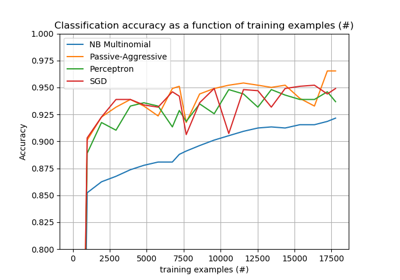 Classification accuracy as a function of training examples (#)
1.000
0.975
0.950
0.925
0.900
0.875
0.850
0.825
0.800
Accuracy
NB Multinomial
Passive-Aggressive
Perceptron
SGD
0 2500 5000 7500 10000 12500 15000 17500
training examples (#)